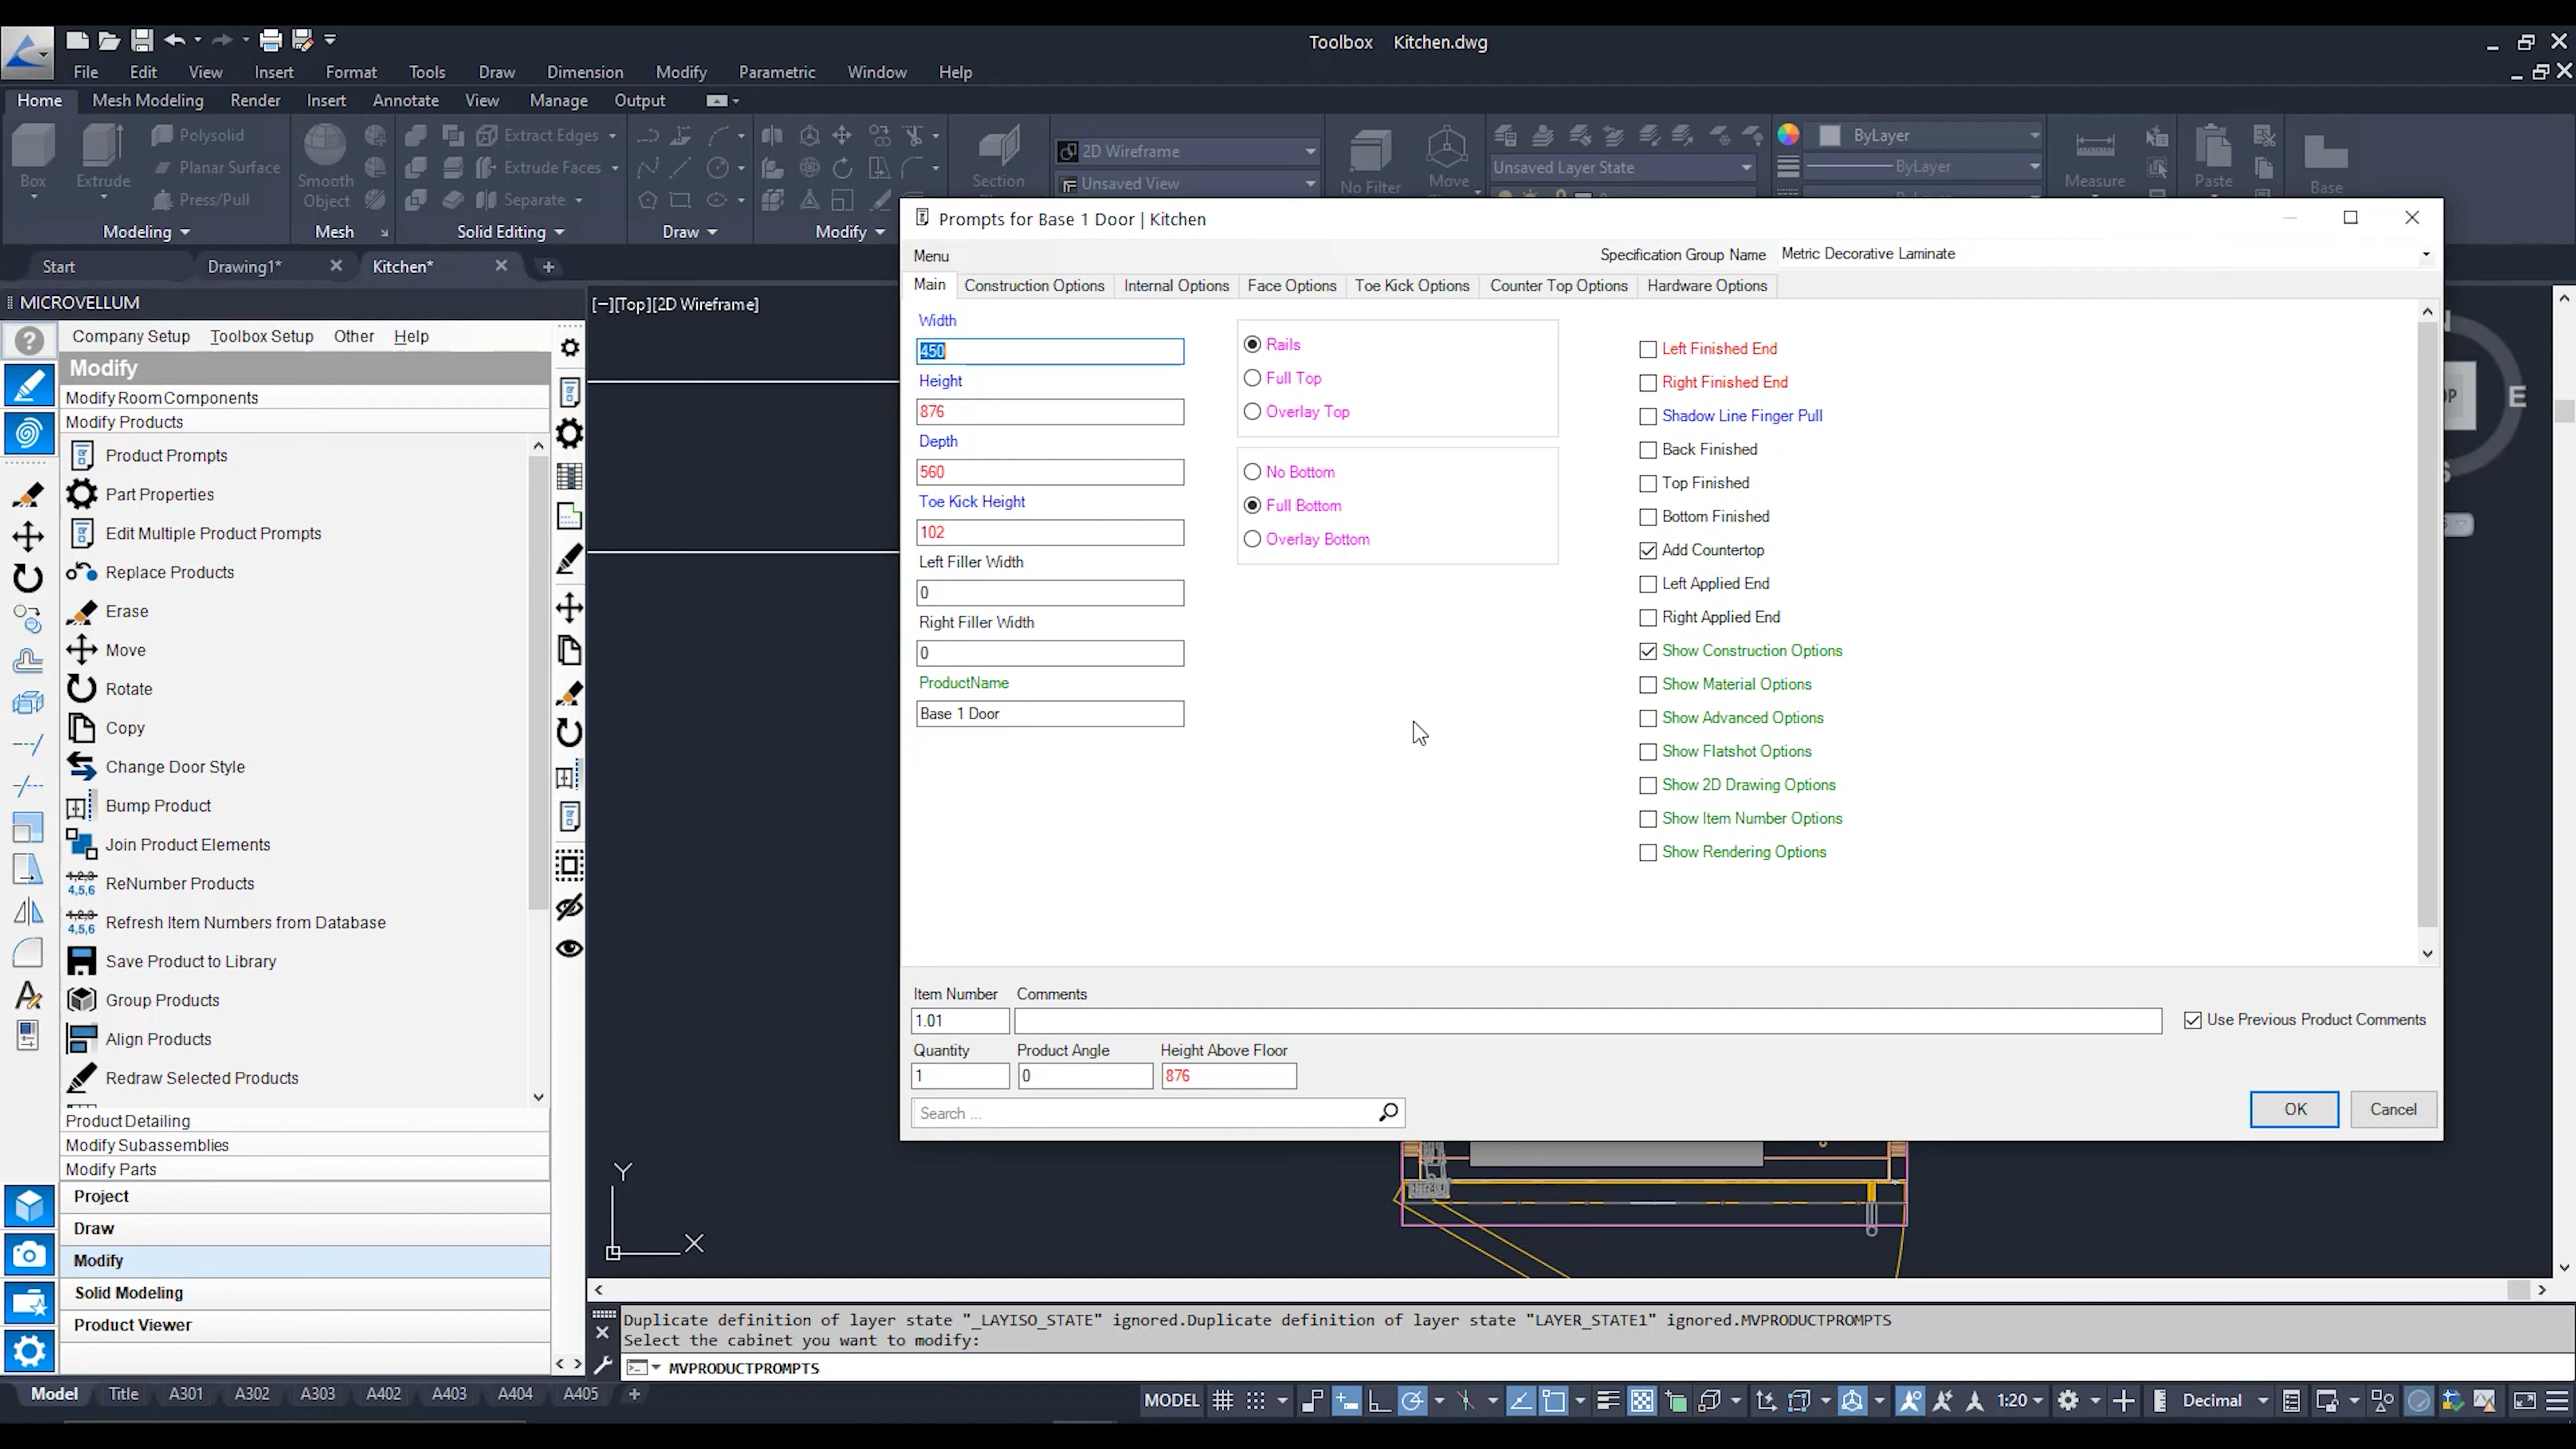 Toolbox Kitchen.dwg
File Edit View Insert Format Tools Draw Dimension Modify Parametric Window Help
Home Mesh Modeling Render Insert Annotate View Manage Output
Box
Extrude
Polysolid
Planar Surface
Press/Pull
Smooth
Object
Extract Edges
Extrude Faces
Separate
Section
2D Wireframe
Unsaved View
No Filter
Move
Unsaved Layer State
ByLayer
ByLayer
Measure
Paste
Base
Modeling
Mesh
Solid Editing
Draw
Modify
Start
Drawing1*
Kitchen*
MICROVELLUM
Company Setup Toolbox Setup Other Help
Modify
Modify Room Components
Modify Products
Product Prompts
Part Properties
Edit Multiple Product Prompts
Replace Products
Erase
Move
Rotate
Copy
Change Door Style
Bump Product
Join Product Elements
1,2,3
4,5,6
ReNumber Products
1,2,3
4,5,6
Refresh Item Numbers from Database
Save Product to Library
Group Products
Align Products
Redraw Selected Products
Product Detailing
Modify Subassemblies
Modify Parts
Project
Draw
Modify
Solid Modeling
Product Viewer
[−][Top][2D Wireframe]
Prompts for Base 1 Door | Kitchen
Menu
Specification Group Name Metric Decorative Laminate
Main Construction Options Internal Options Face Options Toe Kick Options Counter Top Options Hardware Options
Width
450
Height
876
Depth
560
Toe Kick Height
102
Left Filler Width
0
Right Filler Width
0
ProductName
Base 1 Door
Rails
Full Top
Overlay Top
No Bottom
Full Bottom
Overlay Bottom
Left Finished End
Right Finished End
Shadow Line Finger Pull
Back Finished
Top Finished
Bottom Finished
Add Countertop
Left Applied End
Right Applied End
Show Construction Options
Show Material Options
Show Advanced Options
Show Flatshot Options
Show 2D Drawing Options
Show Item Number Options
Show Rendering Options
Item Number Comments
1.01
Use Previous Product Comments
Quantity Product Angle Height Above Floor
1 0 876
Search ...
OK
Cancel
E
Y
X
Duplicate definition of layer state "_LAYISO_STATE" ignored.Duplicate definition of layer state "LAYER_STATE1" ignored.MVPRODUCTPROMPTS
Select the cabinet you want to modify:
MVPRODUCTPROMPTS
Model Title A301 A302 A303 A402 A403 A404 A405
MODEL
1:20
Decimal